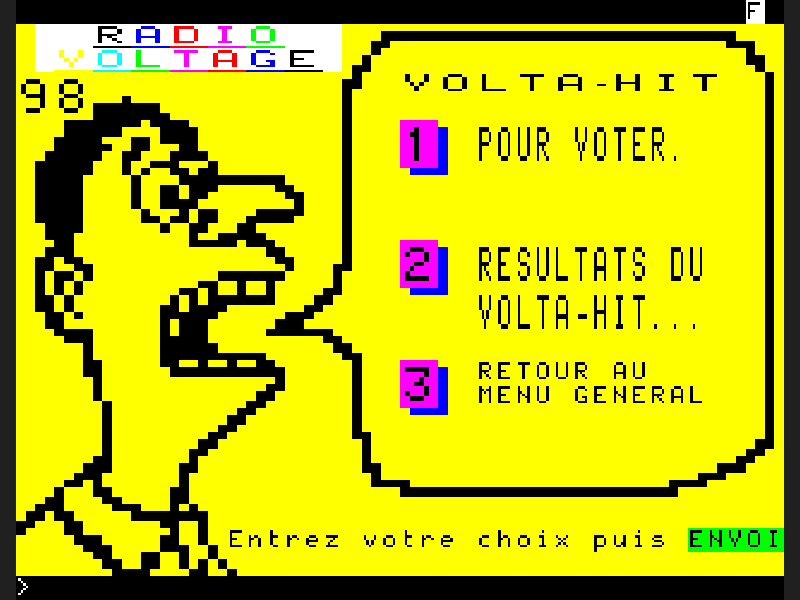 F
RADIO
VOLTAGE
98
VOLTA-HIT
1 POUR VOTER.
2 RESULTATS DU
VOLTA-HIT...
3 RETOUR AU
MENU GENERAL
Entrez votre choix puis ENVOI
>